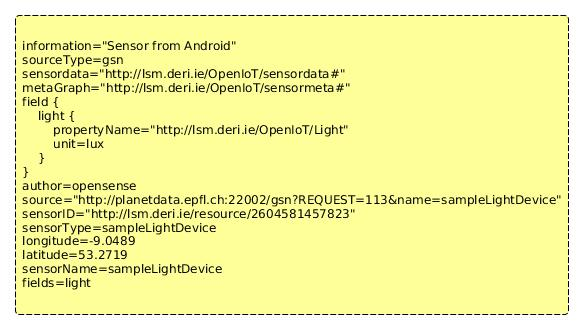 information="Sensor from Android"
sourceType=gsn
sensordata="http://lsm.deri.ie/OpenIoT/sensordata#"
metaGraph="http://lsm.deri.ie/OpenIoT/sensormeta#"
field {
    light {
        propertyName="http://lsm.deri.ie/OpenIoT/Light"
        unit=lux
    }
}
author=opensense
source="http://planetdata.epfl.ch:22002/gsn?REQUEST=113&name=sampleLightDevice"
sensorID="http://lsm.deri.ie/resource/2604581457823"
sensorType=sampleLightDevice
longitude=-9.0489
latitude=53.2719
sensorName=sampleLightDevice
fields=light